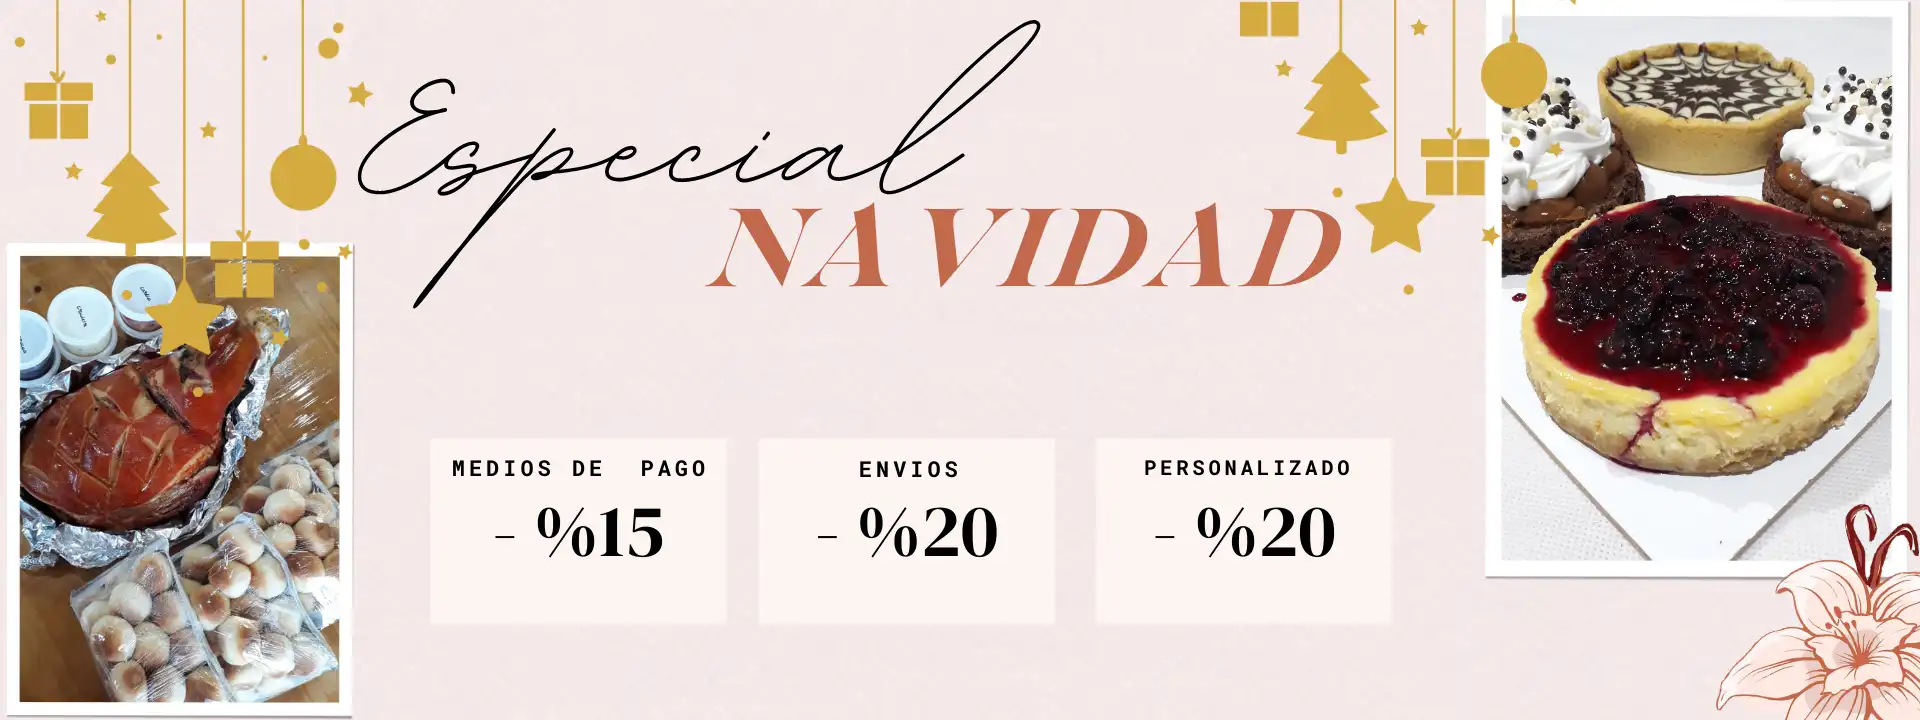 Especial
NAVIDAD
MEDIOS DE PAGO
- %15
ENVIOS
- %20
PERSONALIZADO
- %20